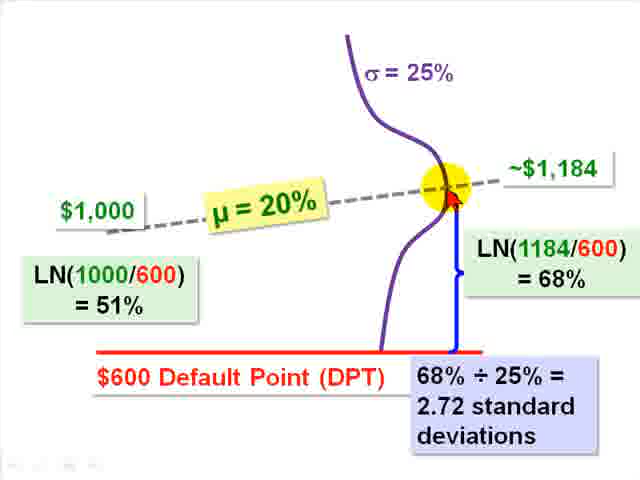 σ = 25%
~$1,184
μ = 20%
$1,000
LN(1184/600)
= 68%
LN(1000/600)
= 51%
$600 Default Point (DPT)
68% ÷ 25% =
2.72 standard
deviations